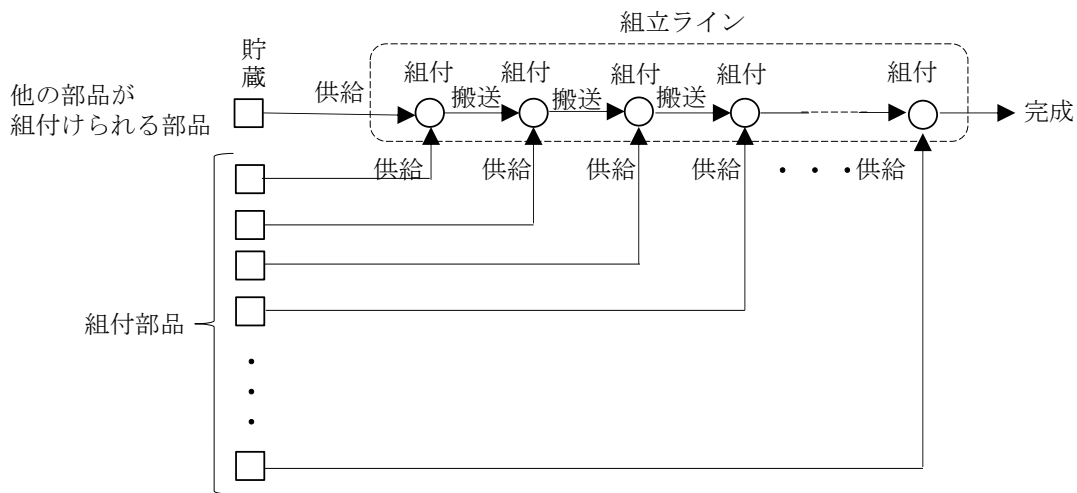 組立ライン
貯
蔵
他の部品が
組付けられる部品
供給
組付
搬送
組付
搬送
組付
搬送
組付
組付
完成
供給
供給
供給
供給
・・・
供給
組付部品
・
・
・